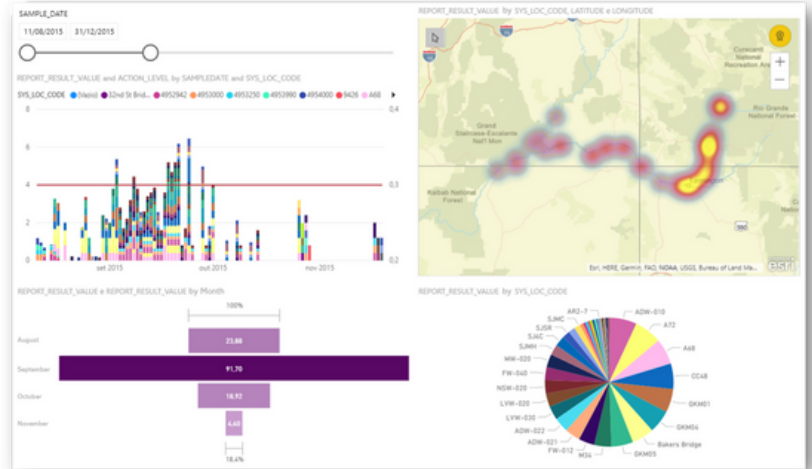 SAMPLE_DATE
11/08/2015 31/12/2015
REPORT_RESULT_VALUE and ACTION_LEVEL by SAMPLEDATE and SYS_LOC_CODE
SYS_LOC_CODE (Vazio) 32nd St Brid... 4952942 4953000 4953250 4953990 4954000 9426 A68
8 0,4
6
4 0,3
2
0 0,2
set 2015 out 2015 nov 2015
REPORT_RESULT_VALUE by SYS_LOC_CODE, LATITUDE e LONGITUDE
Curecanti
National
Recreation Area
Rio Grande
National Forest
Grand
Staircase-Escalante
Nat'l Mon
Kaibab National
Forest
Esri, HERE, Garmin, FAO, NOAA, USGS, Bureau of Land Ma...
esri
REPORT_RESULT_VALUE e REPORT_RESULT_VALUE by Month
100%
August 23,88
September 91,70
October 18,92
November 4,40
18.4%
REPORT_RESULT_VALUE by SYS_LOC_CODE
AR2-7
SJMC
SJSR
SJ4C
SJMH
MW-020
FW-040
NSW-020
LVW-020
LVW-030
ADW-022
ADW-021
FW-012
M34
GKM05
Bakers Bridge
GKM04
GKM01
CC48
A68
A72
ADW-010